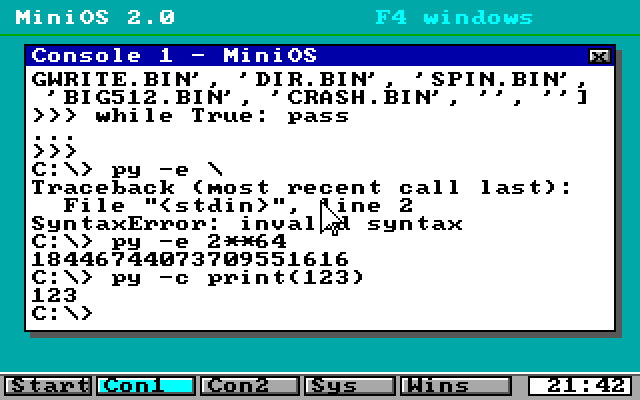 MiniOS 2.0 F4 windows
Console 1 - MiniOS
GWRITE.BIN', 'DIR.BIN', 'SPIN.BIN',
'BIG512.BIN', 'CRASH.BIN', '', '']
>>> while True: pass
...
>>>
C:\> py -e \
Traceback (most recent call last):
File "<stdin>", line 2
SyntaxError: invalid syntax
C:\> py -e 2**64
18446744073709551616
C:\> py -c print(123)
123
C:\>
Start Con1 Con2 Sys Wins 21:42